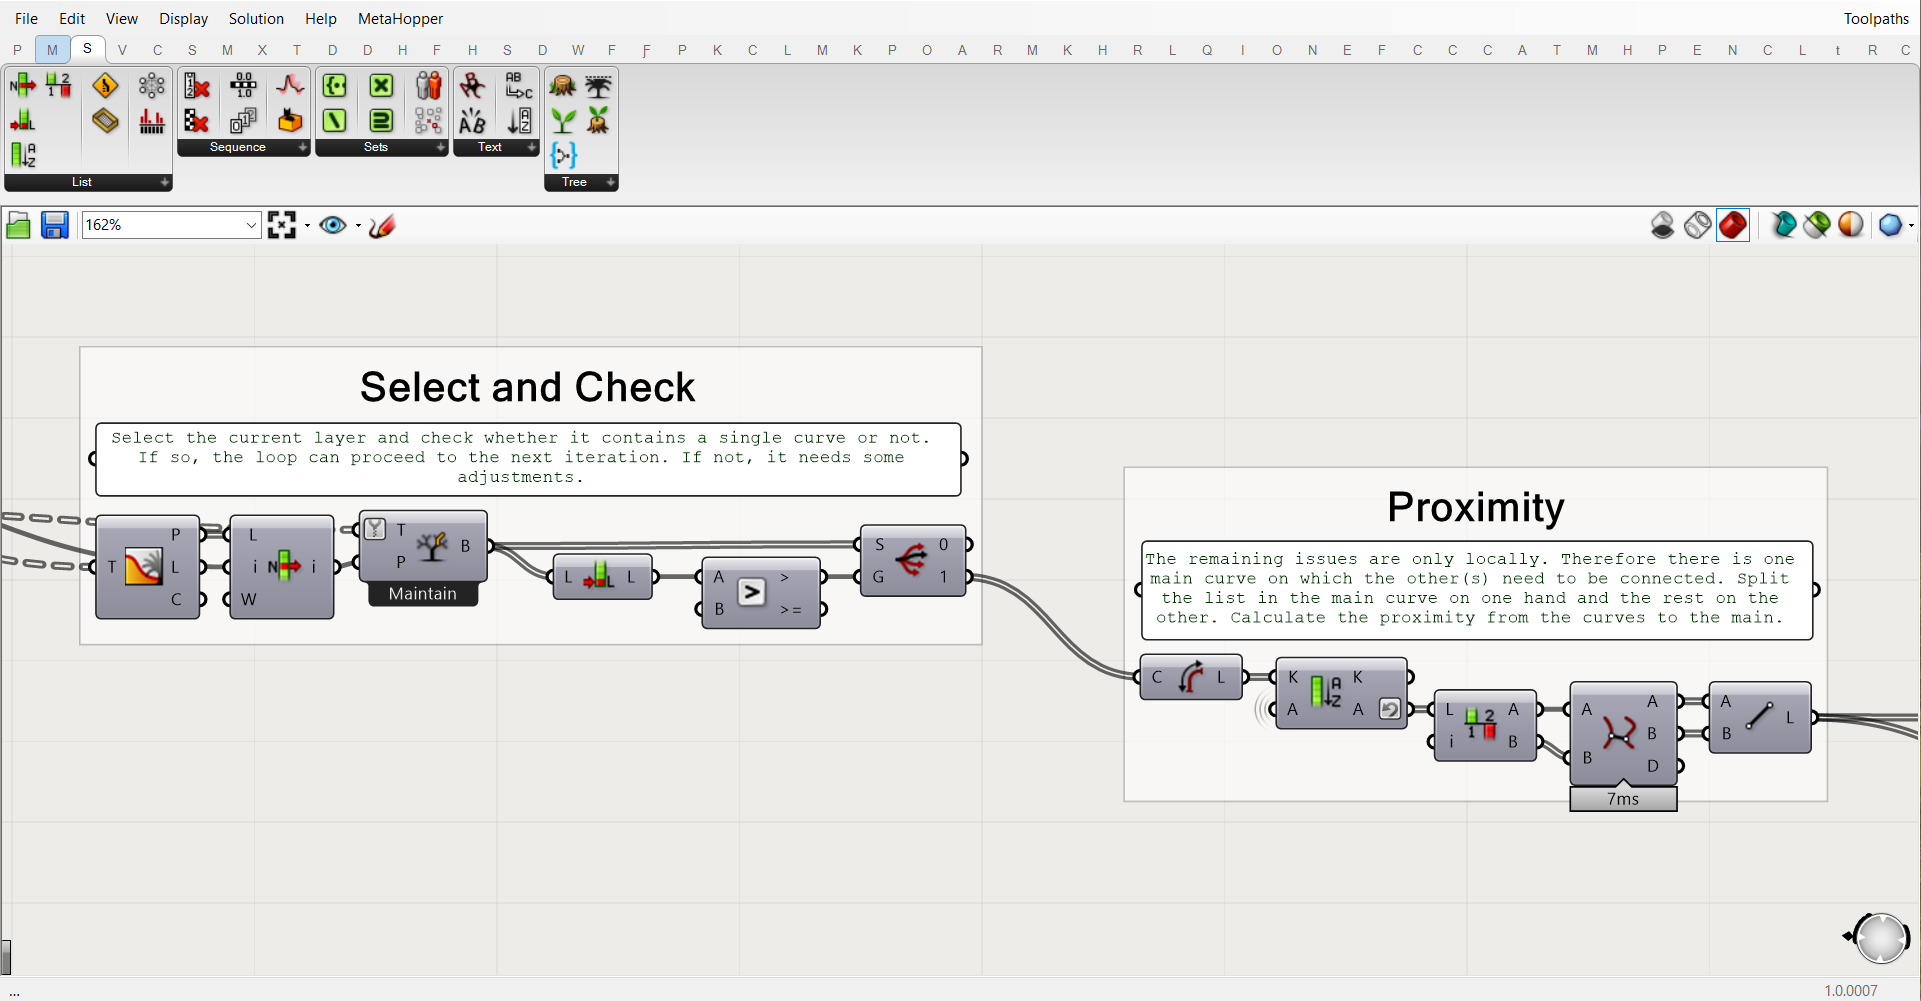 File Edit View Display Solution Help MetaHopper Toolpaths
P M S V C S M X T D D H F H S D W F F P K C L M K P O A R M K H R L Q I O N E F C C C A T M H P E N C L t R C
List
Sequence
Sets
Text
Tree
162%
Select and Check
Select the current layer and check whether it contains a single curve or not.
If so, the loop can proceed to the next iteration. If not, it needs some
adjustments.
T P L C
L i W N i
T P B
Maintain
L L
A B > >=
S G 0 1
Proximity
The remaining issues are only locally. Therefore there is one
main curve on which the other(s) need to be connected. Split
the list in the main curve on one hand and the rest on the
other. Calculate the proximity from the curves to the main.
C L
K A A Z K A
L i 2 1 A B
A B A B D
7ms
A B L
...
1.0.0007